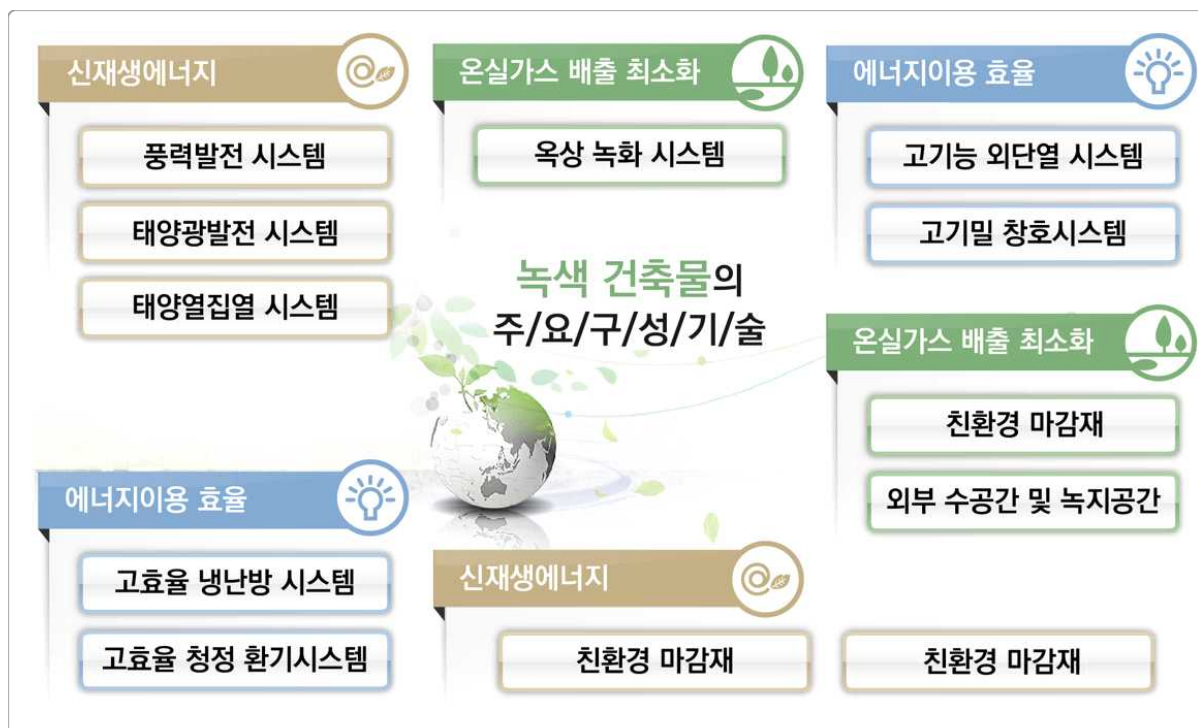 신재생에너지
풍력발전 시스템
태양광발전 시스템
태양열집열 시스템
온실가스 배출 최소화
옥상 녹화 시스템
에너지이용 효율
고기능 외단열 시스템
고기밀 창호시스템
녹색 건축물의
주/요/구/성/기/술
온실가스 배출 최소화
친환경 마감재
외부 수공간 및 녹지공간
에너지이용 효율
고효율 냉난방 시스템
고효율 청정 환기시스템
신재생에너지
친환경 마감재
친환경 마감재